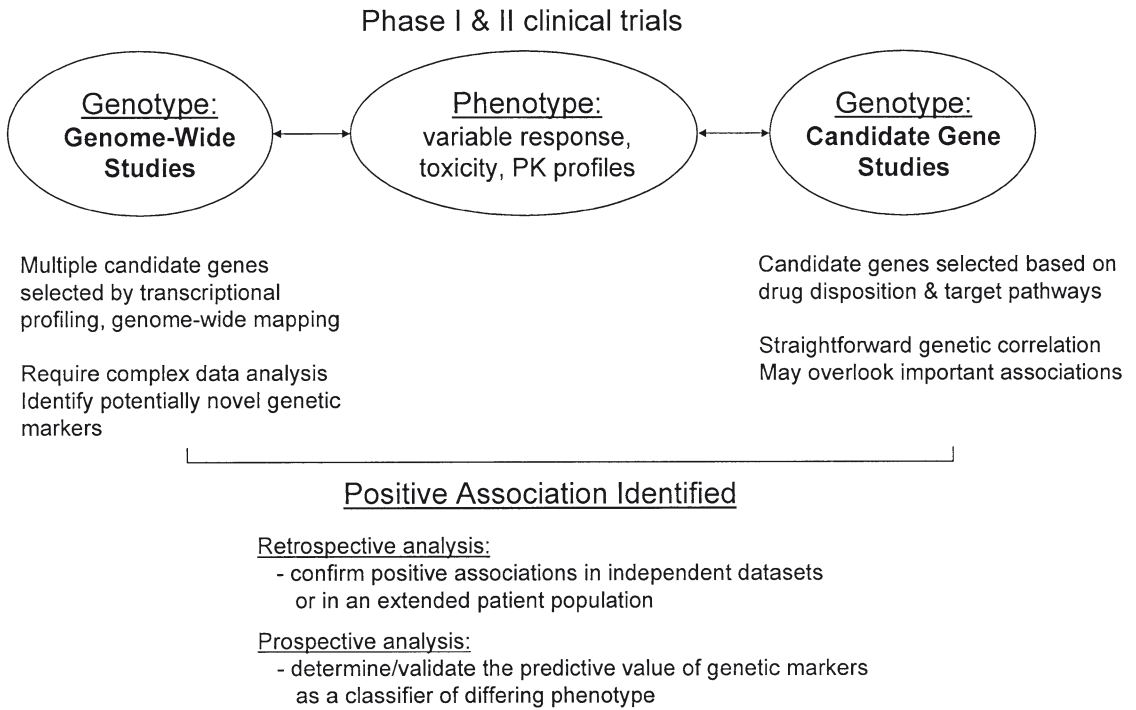 Phase I & II clinical trials
Genotype:
Genome-Wide
Studies
Phenotype:
variable response,
toxicity, PK profiles
Genotype:
Candidate Gene
Studies
Multiple candidate genes
selected by transcriptional
profiling, genome-wide mapping
Require complex data analysis
Identify potentially novel genetic
markers
Candidate genes selected based on
drug disposition & target pathways
Straightforward genetic correlation
May overlook important associations
Positive Association Identified
Retrospective analysis:
- confirm positive associations in independent datasets
or in an extended patient population
Prospective analysis:
- determine/validate the predictive value of genetic markers
as a classifier of differing phenotype